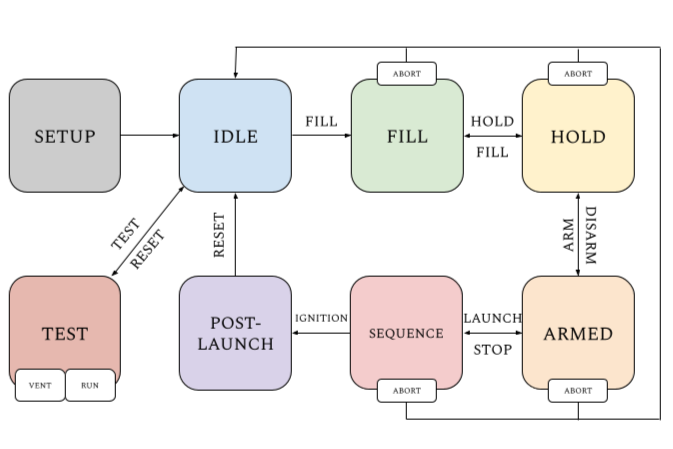 ABORT
ABORT
SETUP
IDLE
FILL
FILL
HOLD
FILL
HOLD
TEST
RESET
RESET
ARM
DISARM
TEST
VENT
RUN
POST-
LAUNCH
IGNITION
SEQUENCE
ABORT
LAUNCH
STOP
ARMED
ABORT